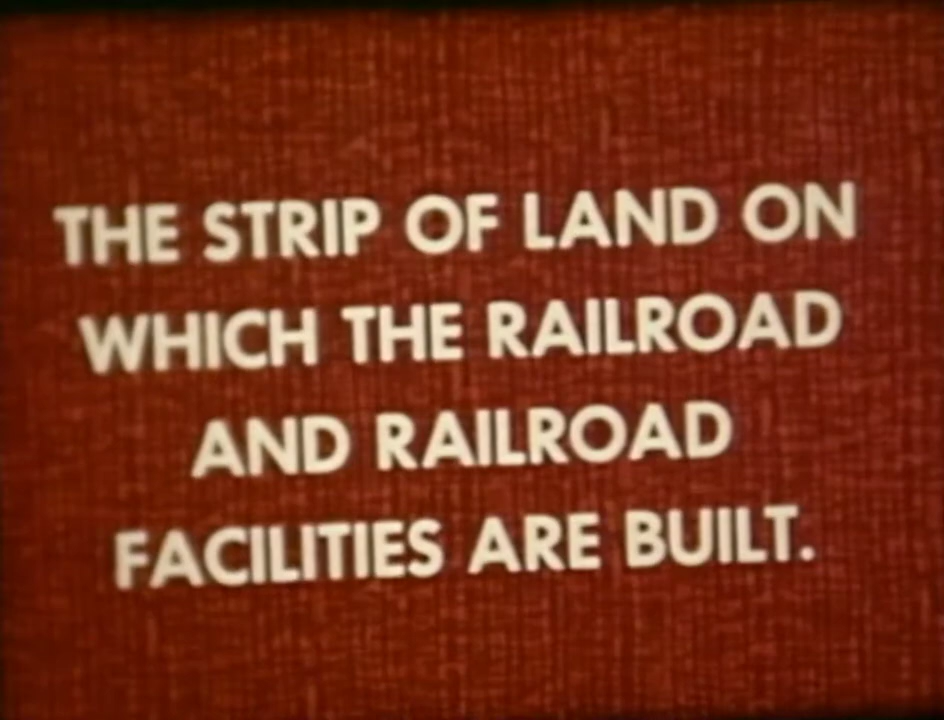 THE STRIP OF LAND ON
WHICH THE RAILROAD
AND RAILROAD
FACILITIES ARE BUILT.